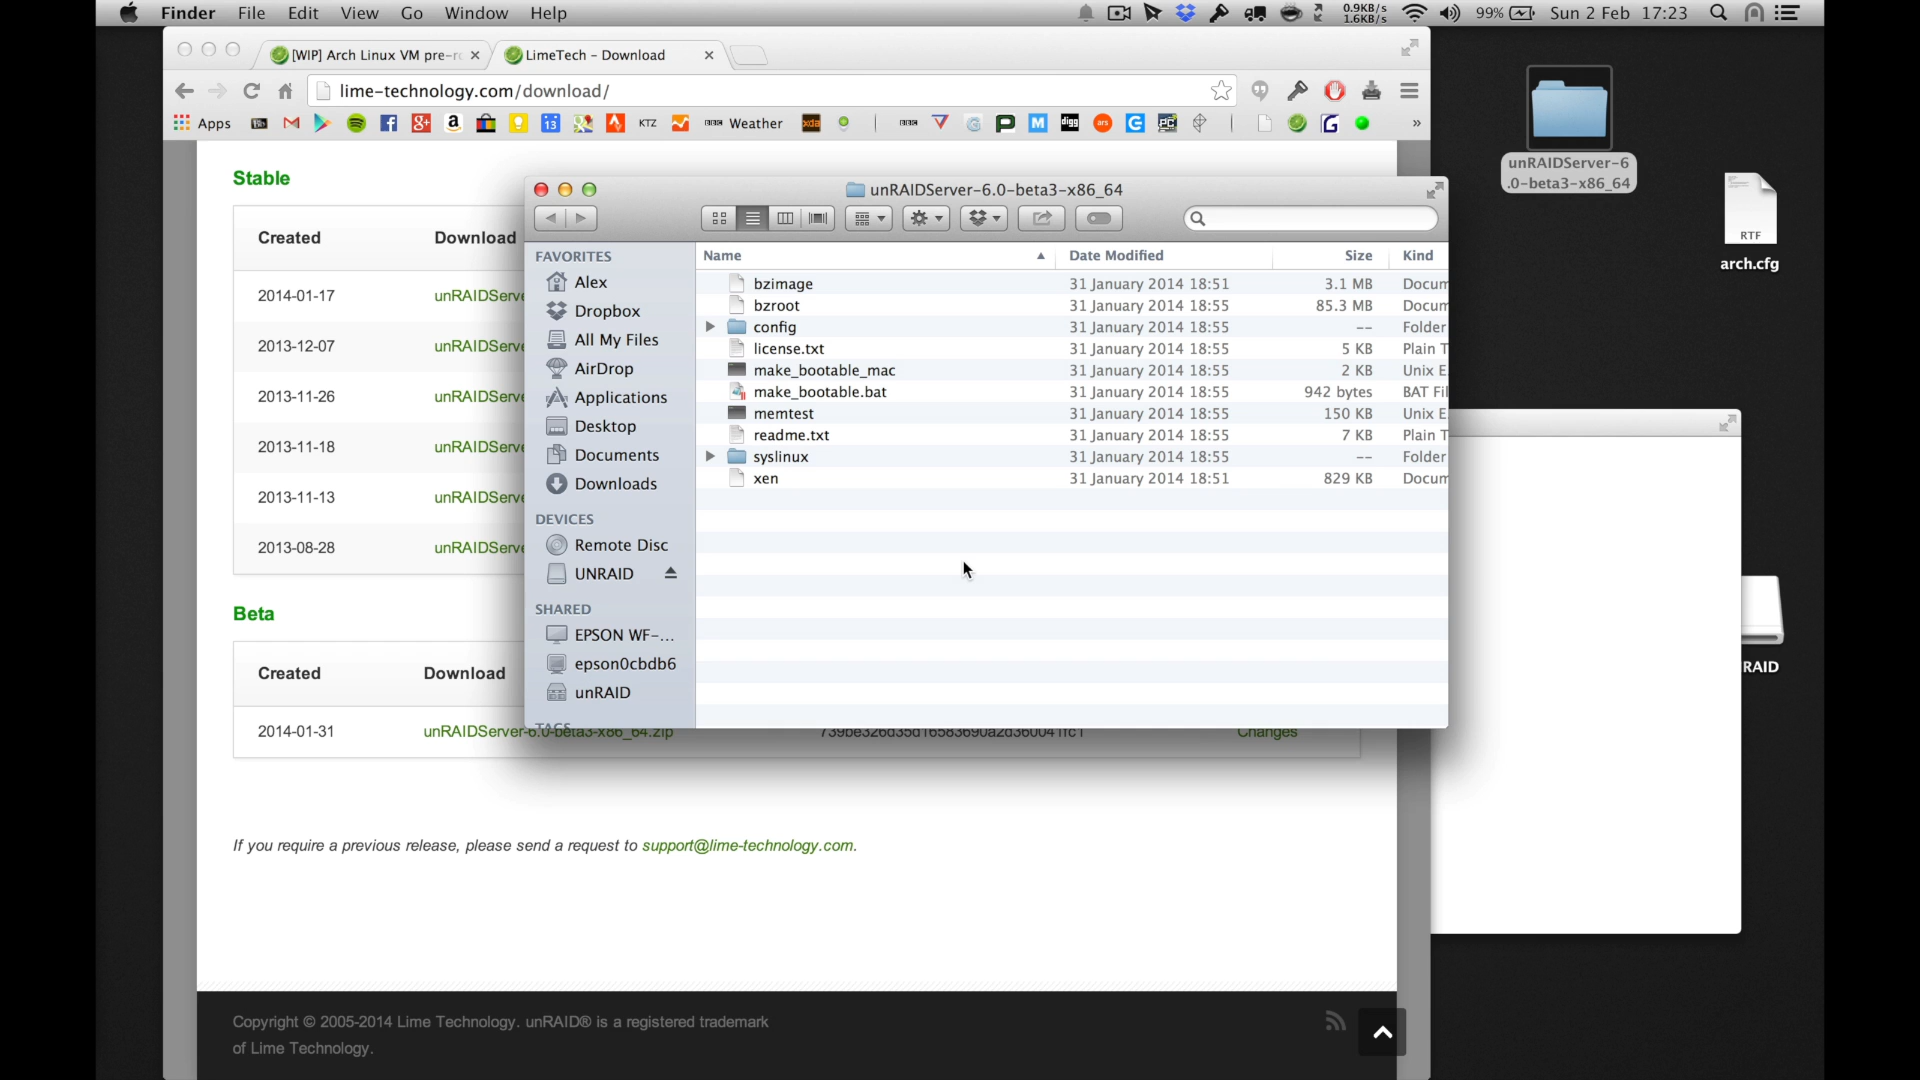 Finder File Edit View Go Window Help
0.9KB/s
1.6KB/s
99% Sun 2 Feb 17:23
[WIP] Arch Linux VM pre-r
LimeTech - Download
lime-technology.com/download/
Apps
KTZ
Weather
Stable
Created Download
2014-01-17 unRAIDServe
2013-12-07 unRAIDServe
2013-11-26 unRAIDServe
2013-11-18 unRAIDServe
2013-11-13 unRAIDServe
2013-08-28 unRAIDServe
Beta
Created Download
2014-01-31 unRAIDServer-6.0-beta3-x86_64.zip Changes
If you require a previous release, please send a request to support@lime-technology.com.
Copyright © 2005-2014 Lime Technology. unRAID® is a registered trademark
of Lime Technology.
unRAIDServer-6.0-beta3-x86_64
FAVORITES
Alex
Dropbox
All My Files
AirDrop
Applications
Desktop
Documents
Downloads
DEVICES
Remote Disc
UNRAID
SHARED
EPSON WF-...
epson0cbdb6
unRAID
TAGS
Name Date Modified Size Kind
bzimage 31 January 2014 18:51 3.1 MB Docum
bzroot 31 January 2014 18:55 85.3 MB Docum
config 31 January 2014 18:55 -- Folder
license.txt 31 January 2014 18:55 5 KB Plain T
make_bootable_mac 31 January 2014 18:55 2 KB Unix E
make_bootable.bat 31 January 2014 18:55 942 bytes BAT Fil
memtest 31 January 2014 18:55 150 KB Unix E
readme.txt 31 January 2014 18:55 7 KB Plain T
syslinux 31 January 2014 18:55 -- Folder
xen 31 January 2014 18:51 829 KB Docum
unRAIDServer-6
.0-beta3-x86_64
RTF
arch.cfg
RAID